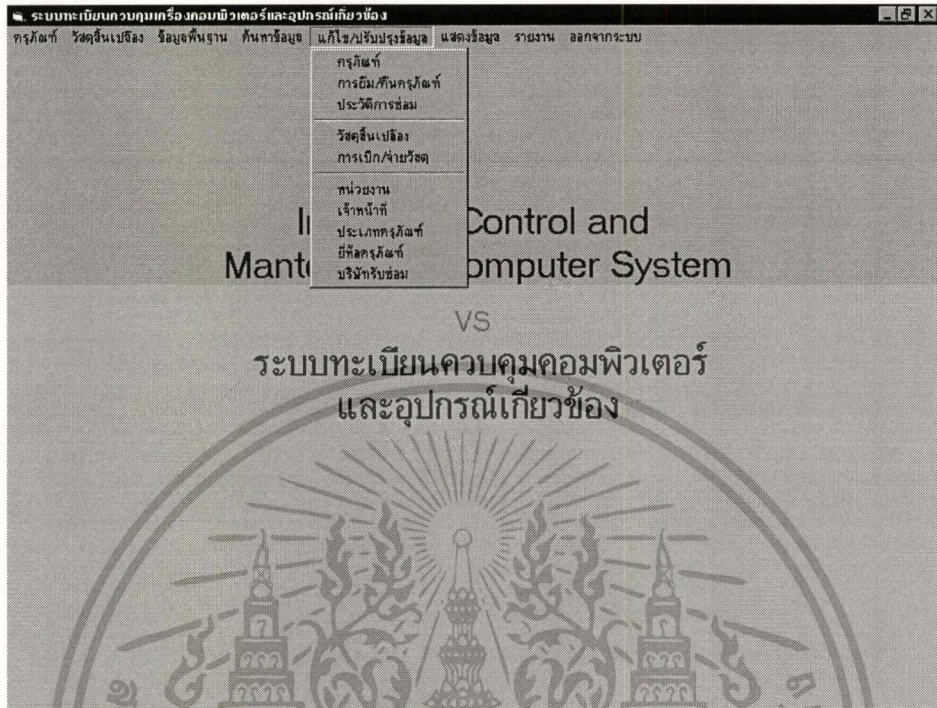 ระบบทะเบียนควบคุมเครื่องคอมพิวเตอร์และอุปกรณ์เกี่ยวข้อง
ครุภัณฑ์ วัสดุสิ้นเปลือง ข้อมูลพื้นฐาน ค้นหาข้อมูล แก้ไข/ปรับปรุงข้อมูล แสดงข้อมูล รายงาน ออกจากระบบ
ครุภัณฑ์
การยืม/คืนครุภัณฑ์
ประวัติการซ่อม
วัสดุสิ้นเปลือง
การเบิก/จ่ายวัสดุ
หน่วยงาน
เจ้าหน้าที่
ประเภทครุภัณฑ์
ยี่ห้อครุภัณฑ์
บริษัทรับซ่อม
Control and
System
VS
ระบบทะเบียนควบคุมคอมพิวเตอร์
และอุปกรณ์เกี่ยวข้อง